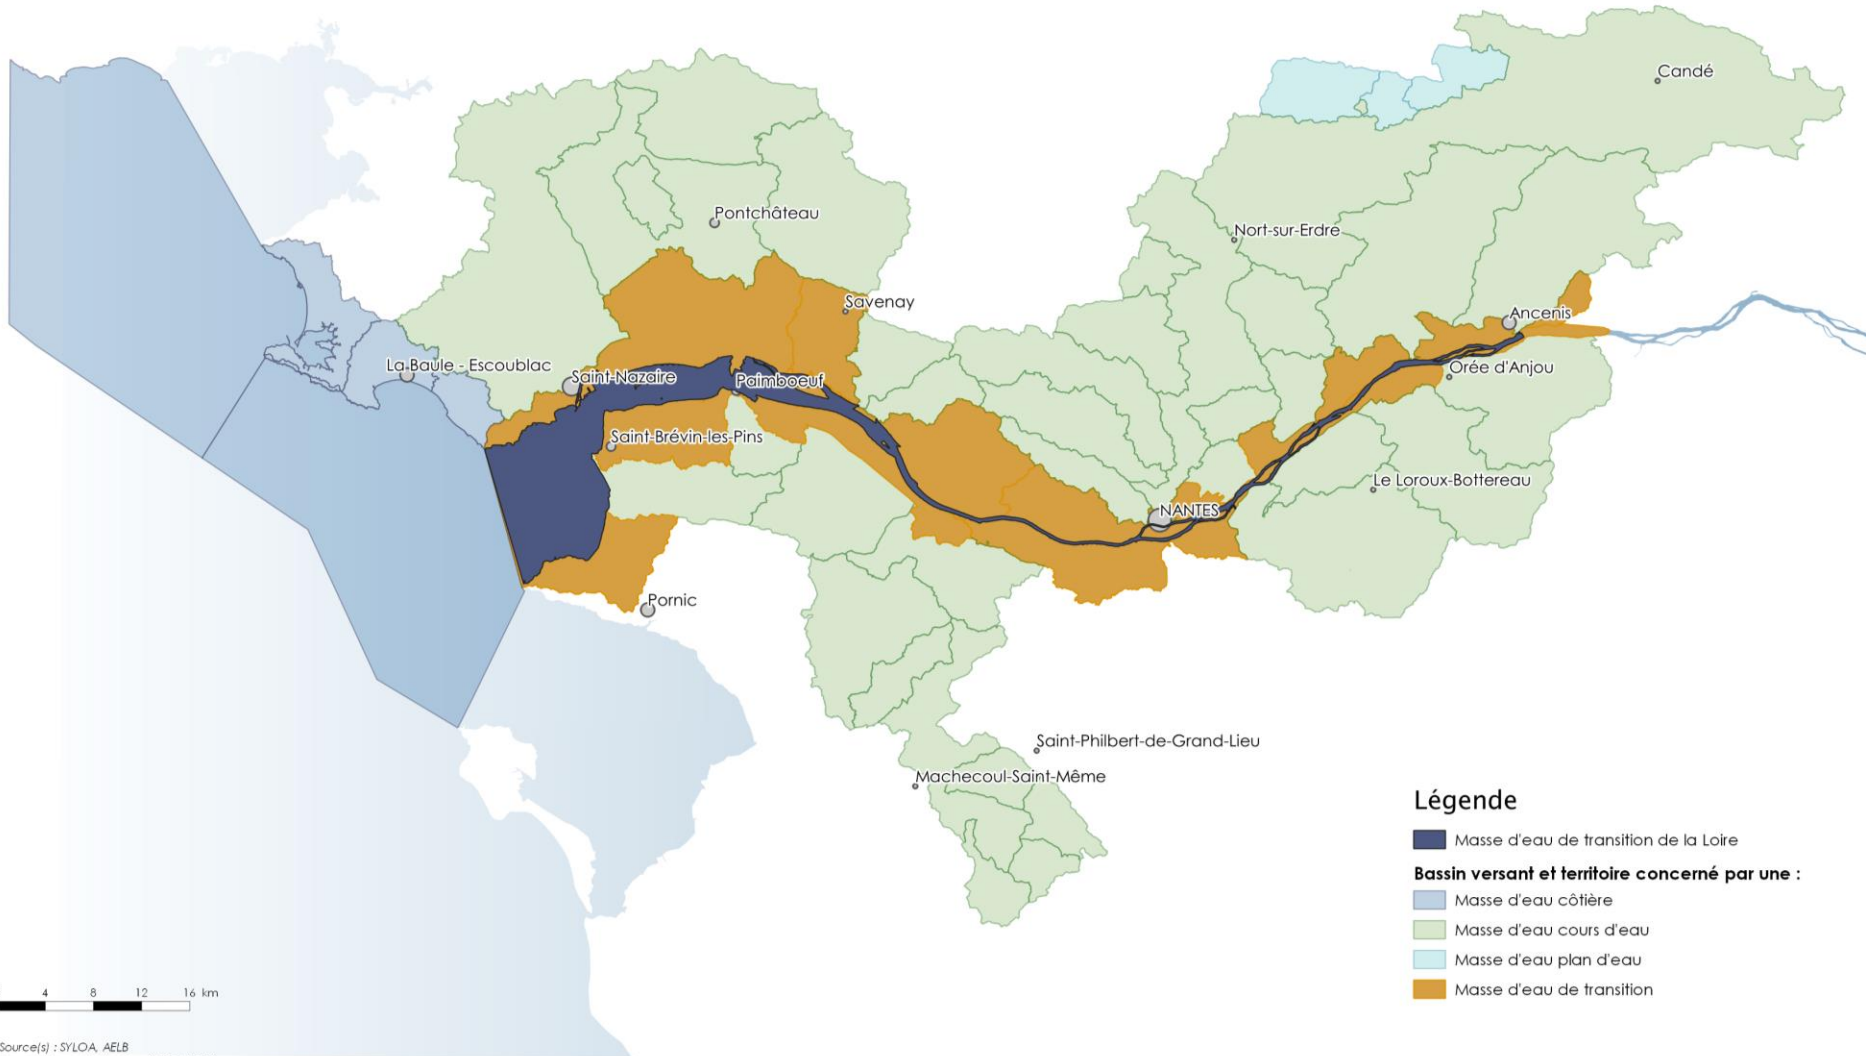 Candé
Pontchâteau
Nort-sur-Erdre
Savenay
Ancenis
La Baule - Escoublac
Saint-Nazaire
Paimboeuf
Orée d'Anjou
Saint-Brévin-les-Pins
Le Loroux-Bottereau
NANTES
Pornic
Saint-Philbert-de-Grand-Lieu
Machecoul-Saint-Même
Légende
Masse d'eau de transition de la Loire
Bassin versant et territoire concerné par une :
Masse d'eau côtière
Masse d'eau cours d'eau
Masse d'eau plan d'eau
Masse d'eau de transition
4 8 12 16 km
Source(s) : SYLOA, AELB